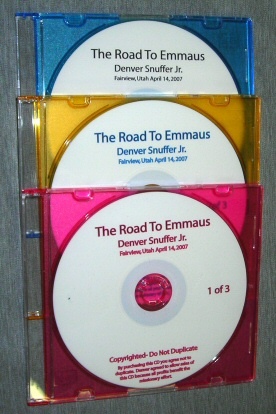 The Road To Emmaus
Denver Snuffer Jr.
Fairview, Utah April 14, 2007
The Road To Emmaus
Denver Snuffer Jr.
Fairview, Utah April 14, 2007
of 3
The Road To Emmaus
Denver Snuffer Jr.
Fairview, Utah April 14, 2007
1 of 3
Copyrighted- Do Not Duplicate
By purchasing this CD you agree not to
duplicate. Denver agreed to allow sales of
this CD because all profits benefit the
missionary effort.